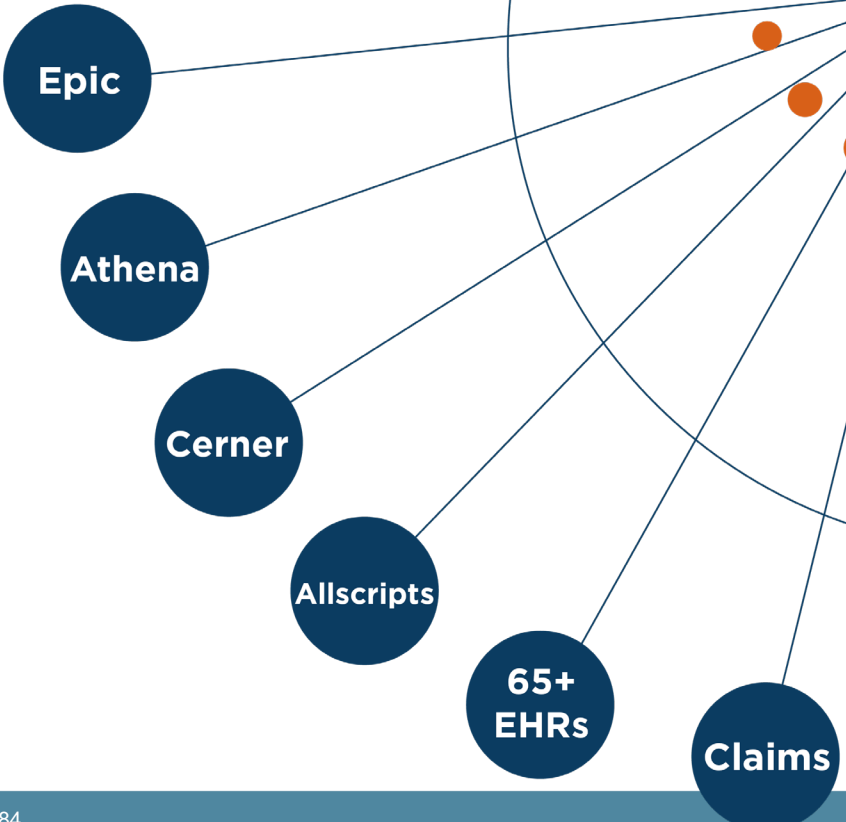 Epic
Athena
Cerner
Allscripts
65+
EHRs
Claims
84